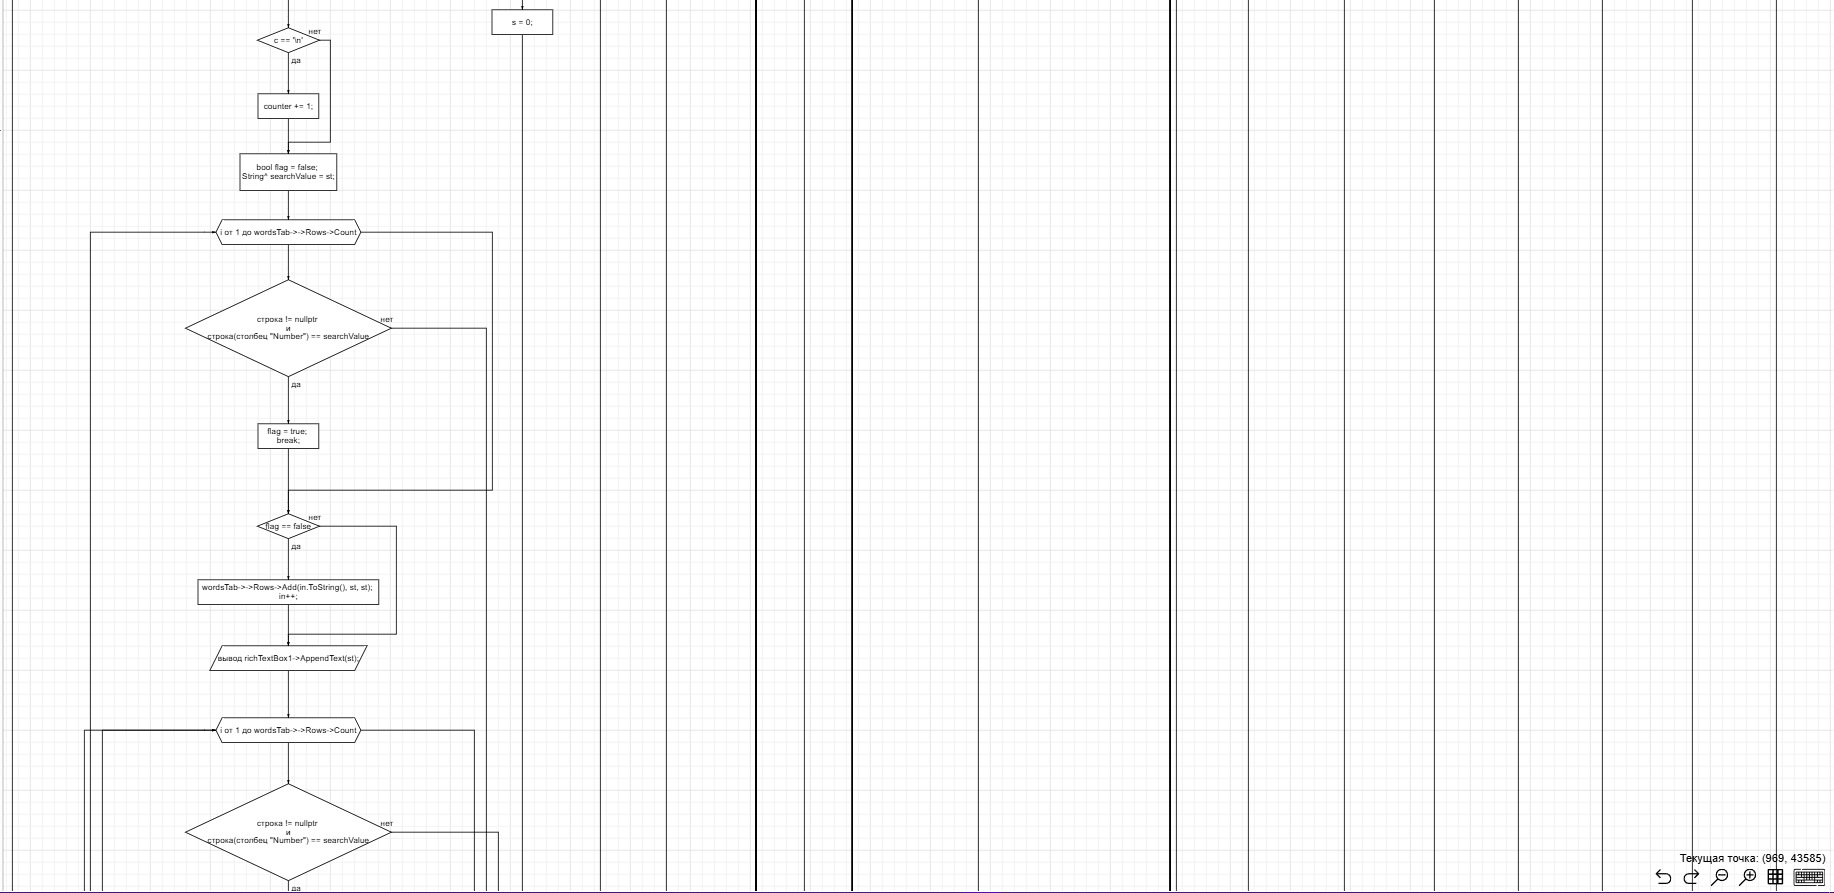 s = 0;
нет
c == '\n'
да
counter += 1;
bool flag = false;
String^ searchValue = st;
i от 1 до wordsTab->->Rows->Count
строка != nullptr
и
строка(столбец "Number") == searchValue
нет
да
flag = true;
break;
нет
flag == false
да
wordsTab->->Rows->Add(in.ToString(), st, st);
in++;
вывод richTextBox1->AppendText(st);
i от 1 до wordsTab->->Rows->Count
строка != nullptr
и
строка(столбец "Number") == searchValue
нет
да
Текущая точка: (969, 43585)